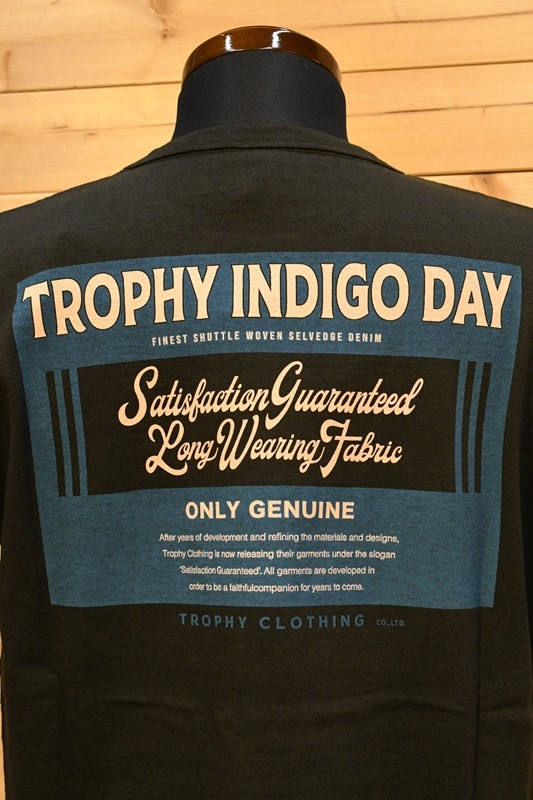 TROPHY INDIGO DAY
FINEST SHUTTLE WOVEN SELVEDGE DENIM
Satisfaction Guaranteed
Long Wearing Fabric
ONLY GENUINE
After years of development and refining the materials and designs,
Trophy Clothing is now releasing their garments under the slogan
'Satisfaction Guaranteed'. All garments are developed in
order to be a faithfulcompanion for years to come.
TROPHY CLOTHING CO.,LTD.